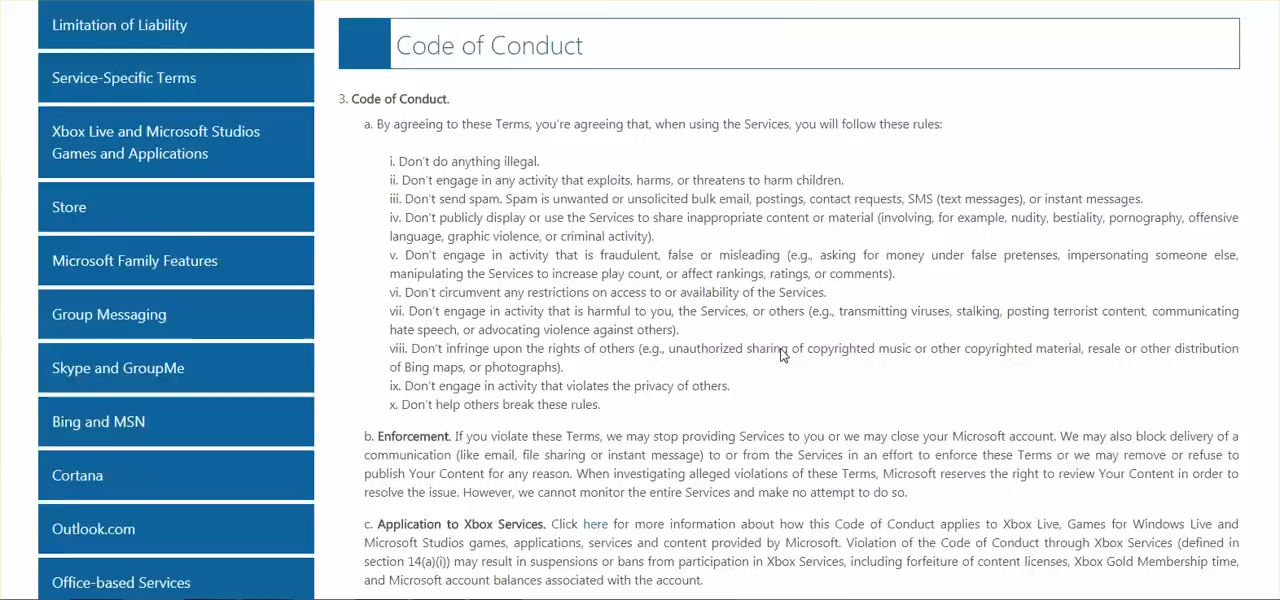 Limitation of Liability
Service-Specific Terms
Xbox Live and Microsoft Studios
Games and Applications
Store
Microsoft Family Features
Group Messaging
Skype and GroupMe
Bing and MSN
Cortana
Outlook.com
Office-based Services
Code of Conduct
3. Code of Conduct.
a. By agreeing to these Terms, you're agreeing that, when using the Services, you will follow these rules:
i. Don't do anything illegal.
ii. Don't engage in any activity that exploits, harms, or threatens to harm children.
iii. Don't send spam. Spam is unwanted or unsolicited bulk email, postings, contact requests, SMS (text messages), or instant messages.
iv. Don't publicly display or use the Services to share inappropriate content or material (involving, for example, nudity, bestiality, pornography, offensive
language, graphic violence, or criminal activity).
v. Don't engage in activity that is fraudulent, false or misleading (e.g., asking for money under false pretenses, impersonating someone else,
manipulating the Services to increase play count, or affect rankings, ratings, or comments).
vi. Don't circumvent any restrictions on access to or availability of the Services.
vii. Don't engage in activity that is harmful to you, the Services, or others (e.g., transmitting viruses, stalking, posting terrorist content, communicating
hate speech, or advocating violence against others).
viii. Don't infringe upon the rights of others (e.g., unauthorized sharing of copyrighted music or other copyrighted material, resale or other distribution
of Bing maps, or photographs).
ix. Don't engage in activity that violates the privacy of others.
x. Don't help others break these rules.
b. Enforcement. If you violate these Terms, we may stop providing Services to you or we may close your Microsoft account. We may also block delivery of a
communication (like email, file sharing or instant message) to or from the Services in an effort to enforce these Terms or we may remove or refuse to
publish Your Content for any reason. When investigating alleged violations of these Terms, Microsoft reserves the right to review Your Content in order to
resolve the issue. However, we cannot monitor the entire Services and make no attempt to do so.
c. Application to Xbox Services. Click here for more information about how this Code of Conduct applies to Xbox Live, Games for Windows Live and
Microsoft Studios games, applications, services and content provided by Microsoft. Violation of the Code of Conduct through Xbox Services (defined in
section 14(a)(i)) may result in suspensions or bans from participation in Xbox Services, including forfeiture of content licenses, Xbox Gold Membership time,
and Microsoft account balances associated with the account.